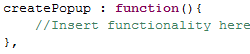 createPopup : function(){
//Insert functionality here
},